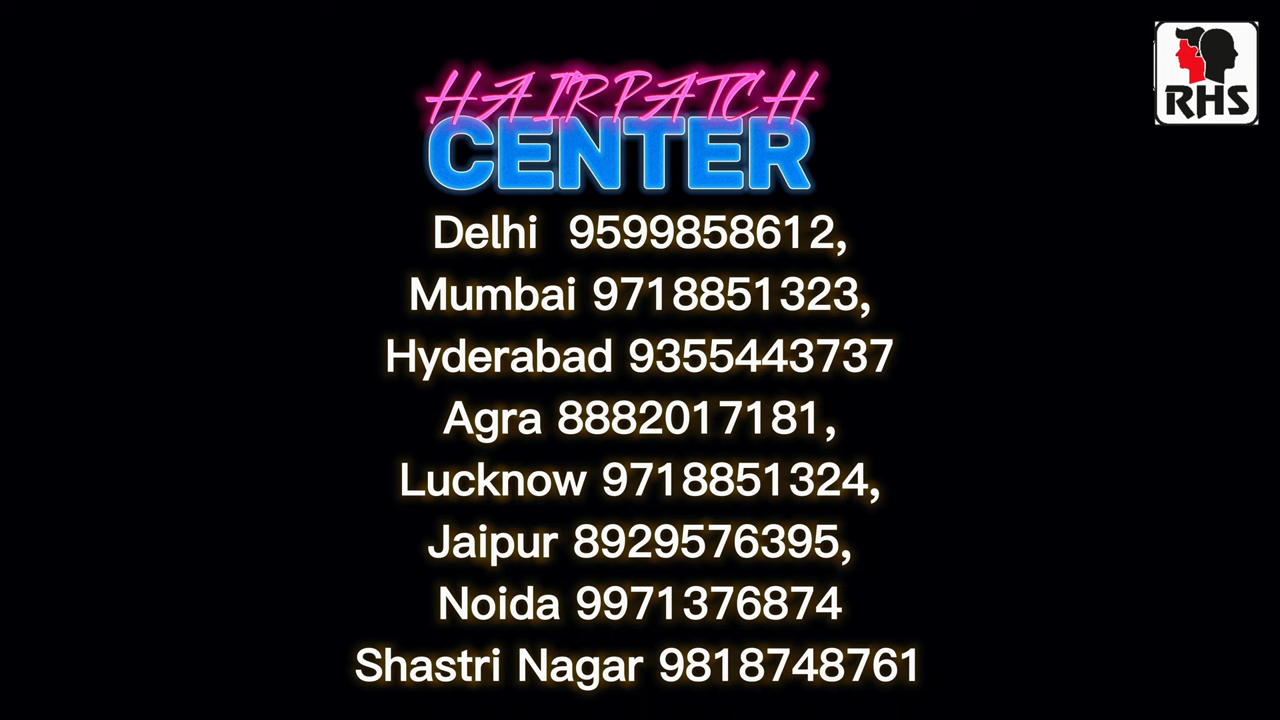 HAIRPATCH
CENTER
RHS
Delhi  9599858612,
Mumbai 9718851323,
Hyderabad 9355443737
Agra 8882017181,
Lucknow 9718851324,
Jaipur 8929576395,
Noida 9971376874
Shastri Nagar 9818748761